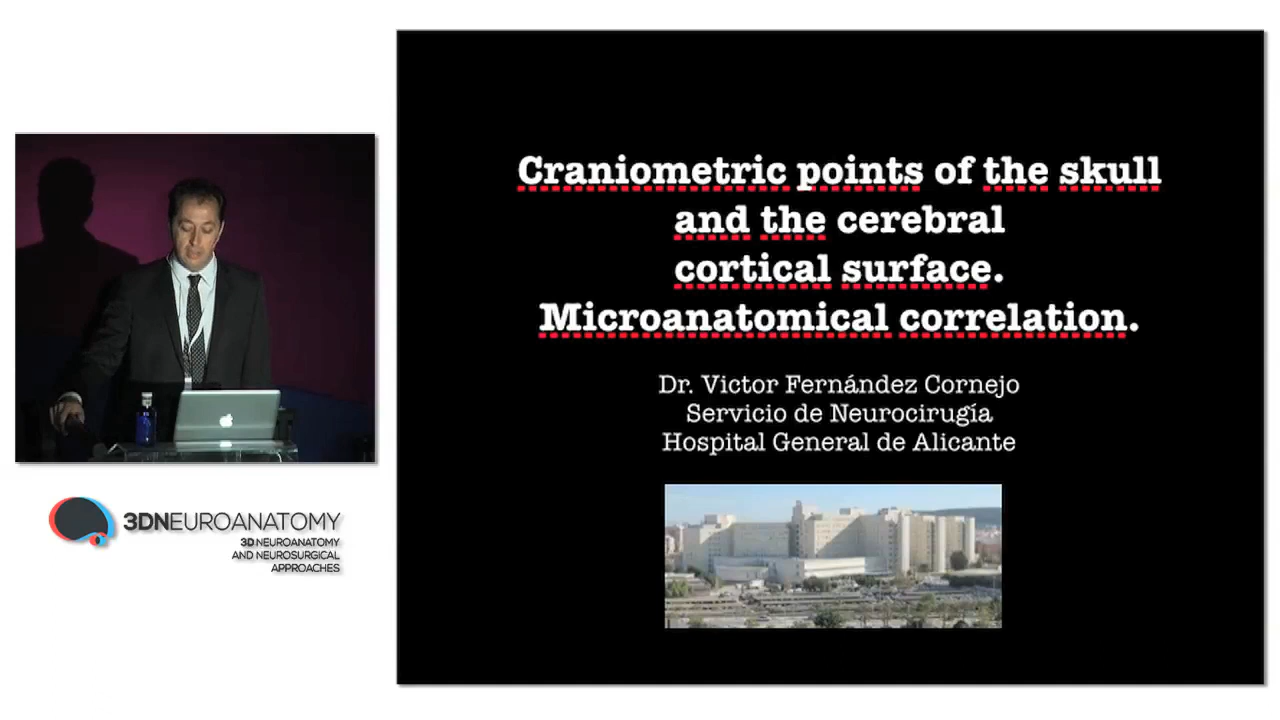 Craniometric points of the skull
and the cerebral
cortical surface.
Microanatomical correlation.
Dr. Victor Fernández Cornejo
Servicio de Neurocirugía
Hospital General de Alicante
3DNEUROANATOMY
3D NEUROANATOMY
AND NEUROSURGICAL
APPROACHES